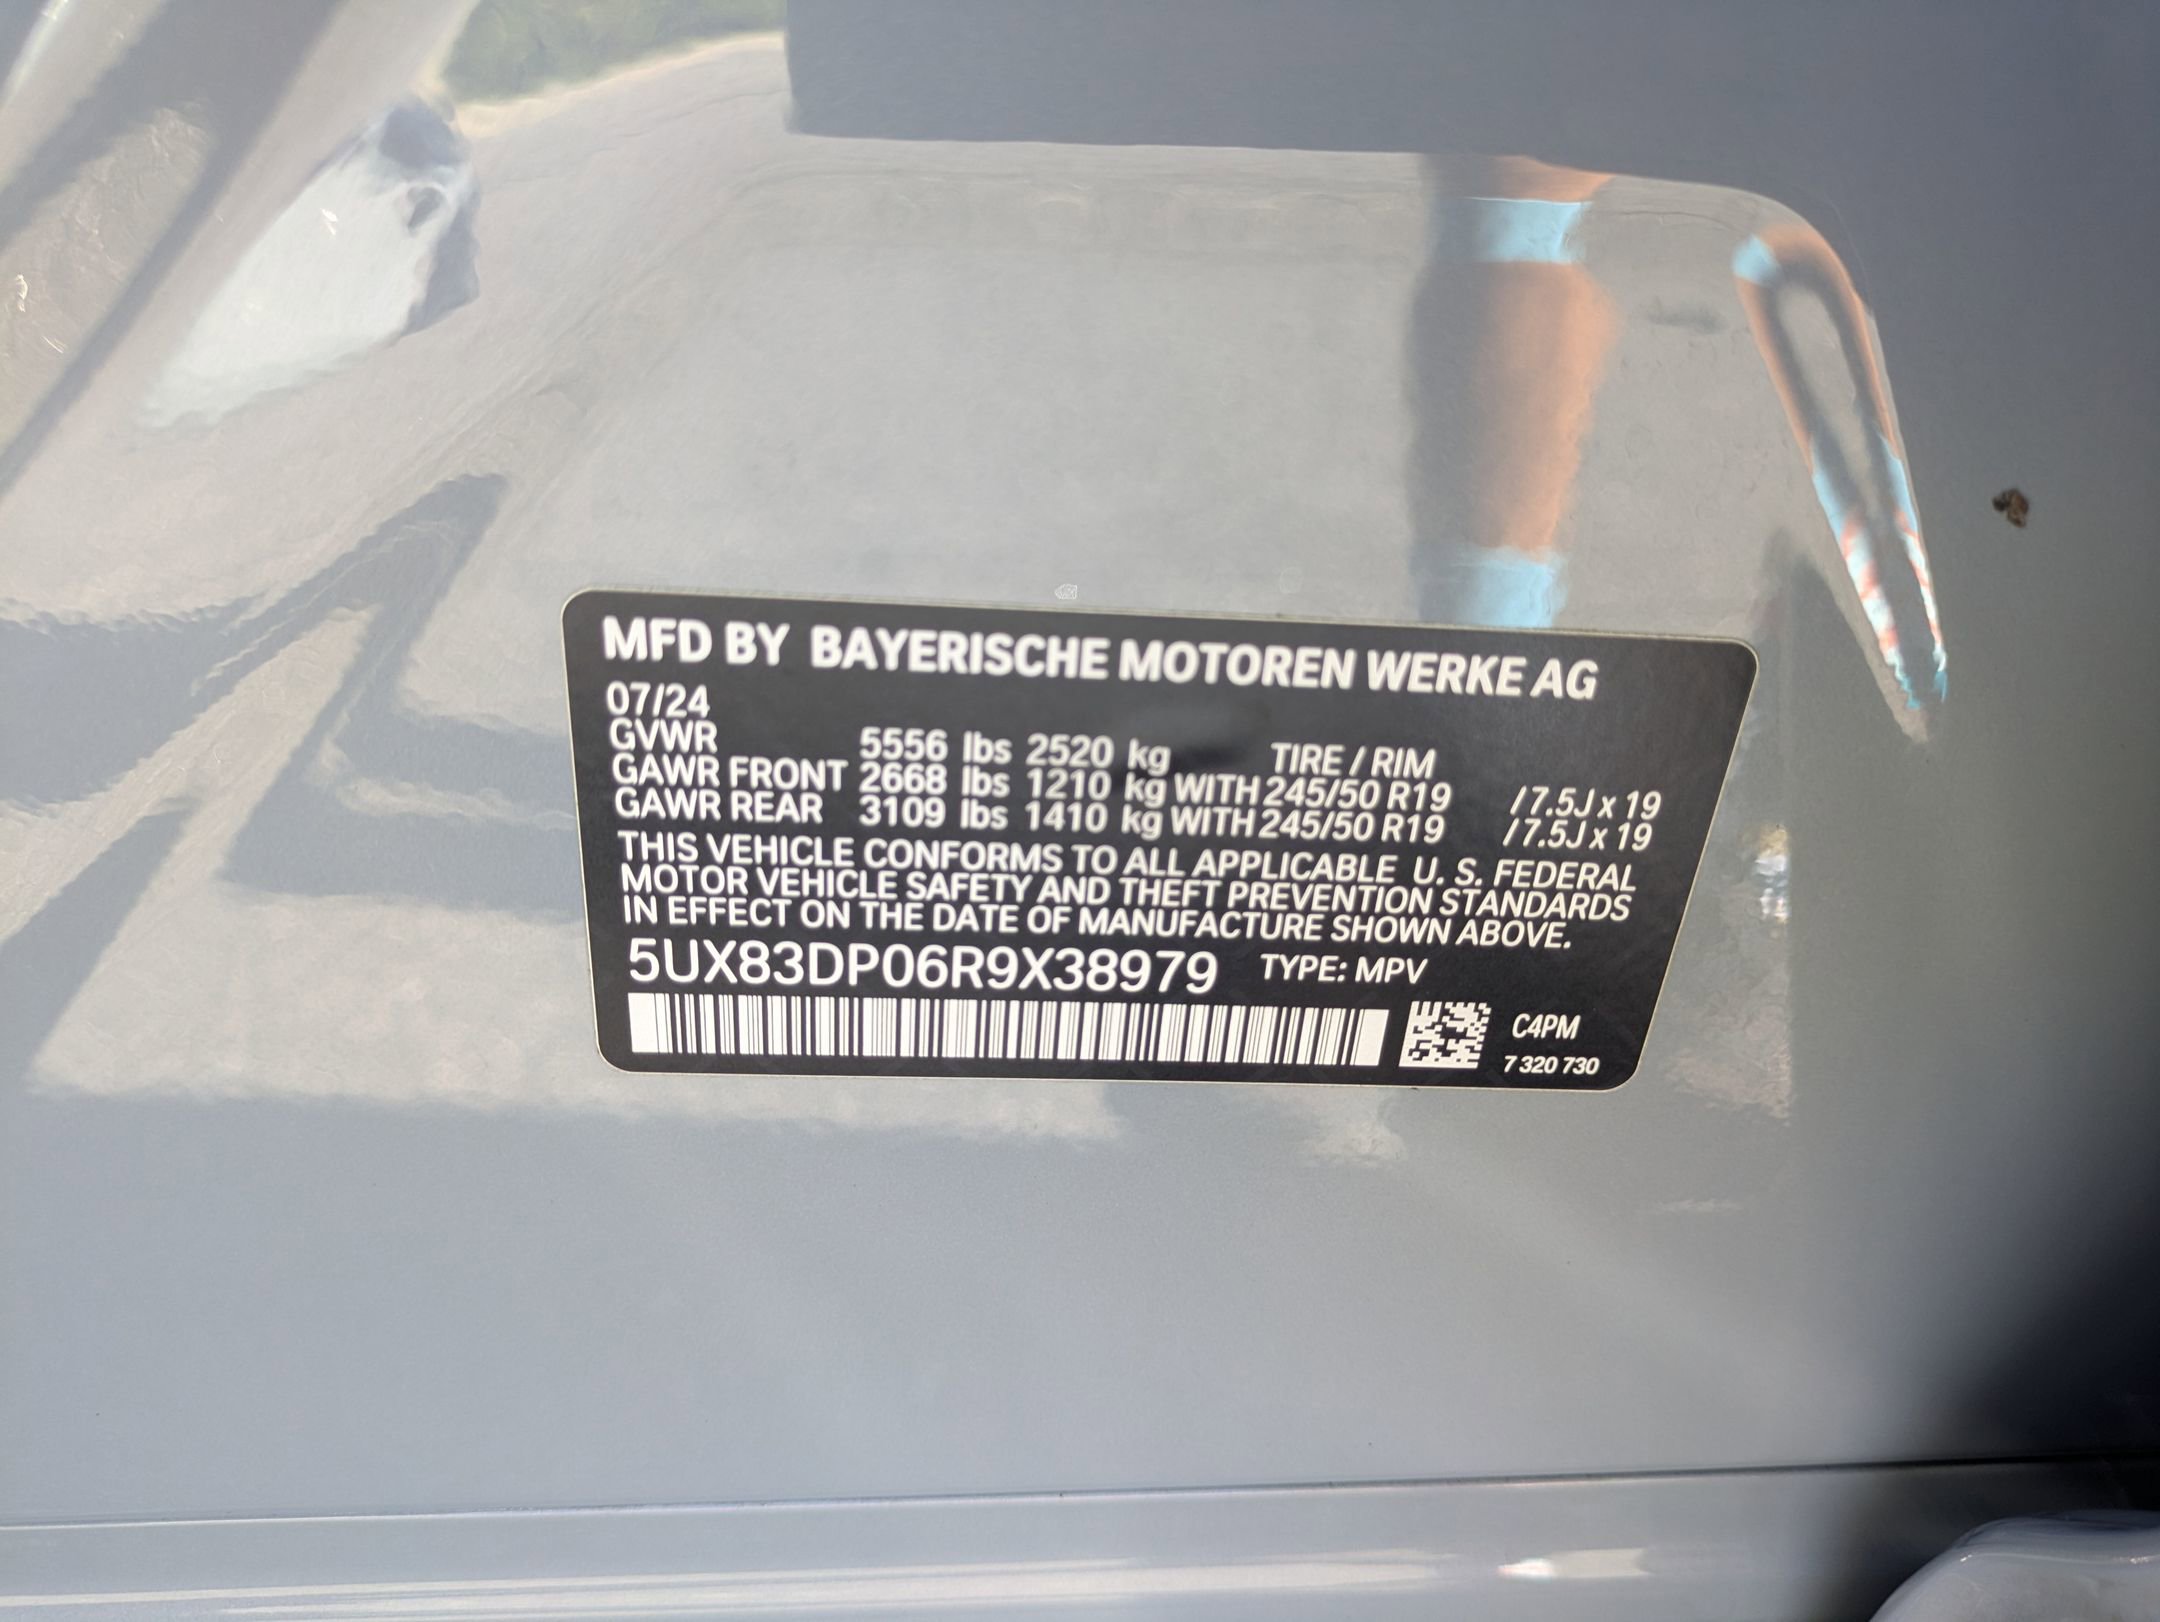 MFD BY BAYERISCHE MOTOREN WERKE AG
07/24
GVWR 5556 lbs 2520 kg TIRE / RIM
GAWR FRONT 2668 lbs 1210 kg WITH 245/50 R19 / 7.5J x 19
GAWR REAR 3109 lbs 1410 kg WITH 245/50 R19 / 7.5J x 19
THIS VEHICLE CONFORMS TO ALL APPLICABLE U. S. FEDERAL
MOTOR VEHICLE SAFETY AND THEFT PREVENTION STANDARDS
IN EFFECT ON THE DATE OF MANUFACTURE SHOWN ABOVE.
5UX83DP06R9X38979 TYPE: MPV
C4PM
7 320 730